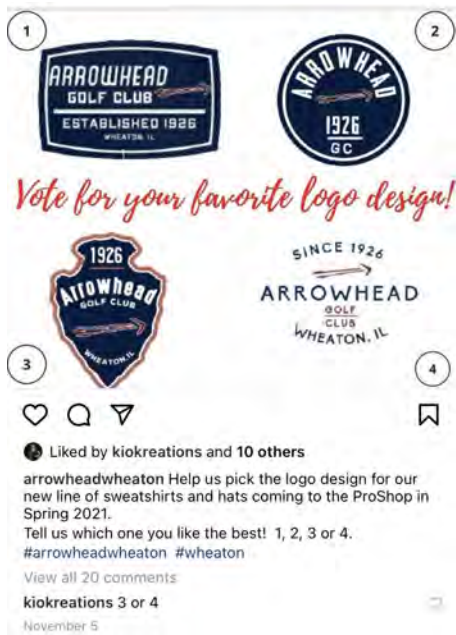 1
2
ARROWHEAD
GOLF CLUB
ESTABLISHED 1926
WHEATON, IL
ARROWHEAD
1926
GC
Vote for your favorite logo design!
1926
Arrowhead
GOLF CLUB
WHEATON, IL
SINCE 1926
ARROWHEAD
GOLF
CLUB
WHEATON, IL
3
4
Liked by kiokreations and 10 others
arrowheadwheaton Help us pick the logo design for our
new line of sweatshirts and hats coming to the ProShop in
Spring 2021.
Tell us which one you like the best! 1, 2, 3 or 4.
#arrowheadwheaton #wheaton
View all 20 comments
kiokreations 3 or 4
November 5